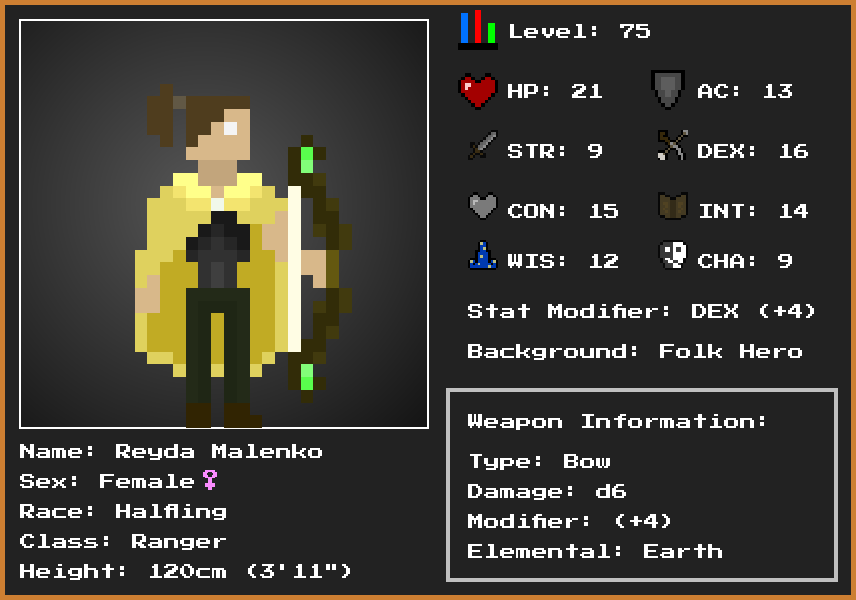 Level: 75
HP: 21
AC: 13
STR: 9
DEX: 16
CON: 15
INT: 14
WIS: 12
CHA: 9
Stat Modifier: DEX (+4)
Background: Folk Hero
Weapon Information:
Type: Bow
Damage: d6
Modifier: (+4)
Elemental: Earth
Name: Reyda Malenko
Sex: Female♀
Race: Halfling
Class: Ranger
Height: 120cm (3'11")